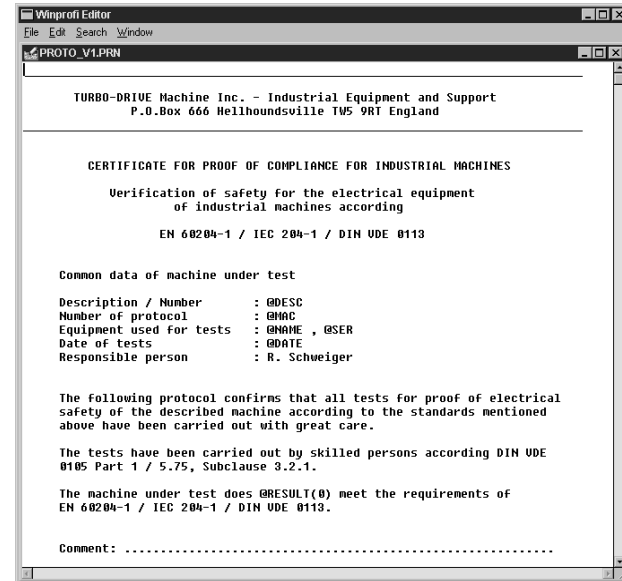 Winprofi Editor
File Edit Search Window
PROTO_V1.PRN
TURBO-DRIVE Machine Inc. - Industrial Equipment and Support
P.O.Box 666 Hellhoundsville TW5 9RT England
CERTIFICATE FOR PROOF OF COMPLIANCE FOR INDUSTRIAL MACHINES
Verification of safety for the electrical equipment
of industrial machines according
EN 60204-1 / IEC 204-1 / DIN VDE 0113
Common data of machine under test
Description / Number : @DESC
Number of protocol : @MAC
Equipment used for tests : @NAME , @SER
Date of tests : @DATE
Responsible person : R. Schweiger
The following protocol confirms that all tests for proof of electrical
safety of the described machine according to the standards mentioned
above have been carried out with great care.
The tests have been carried out by skilled persons according DIN VDE
0105 Part 1 / 5.75, Subclause 3.2.1.
The machine under test does @RESULT(0) meet the requirements of
EN 60204-1 / IEC 204-1 / DIN VDE 0113.
Comment: ............................................................